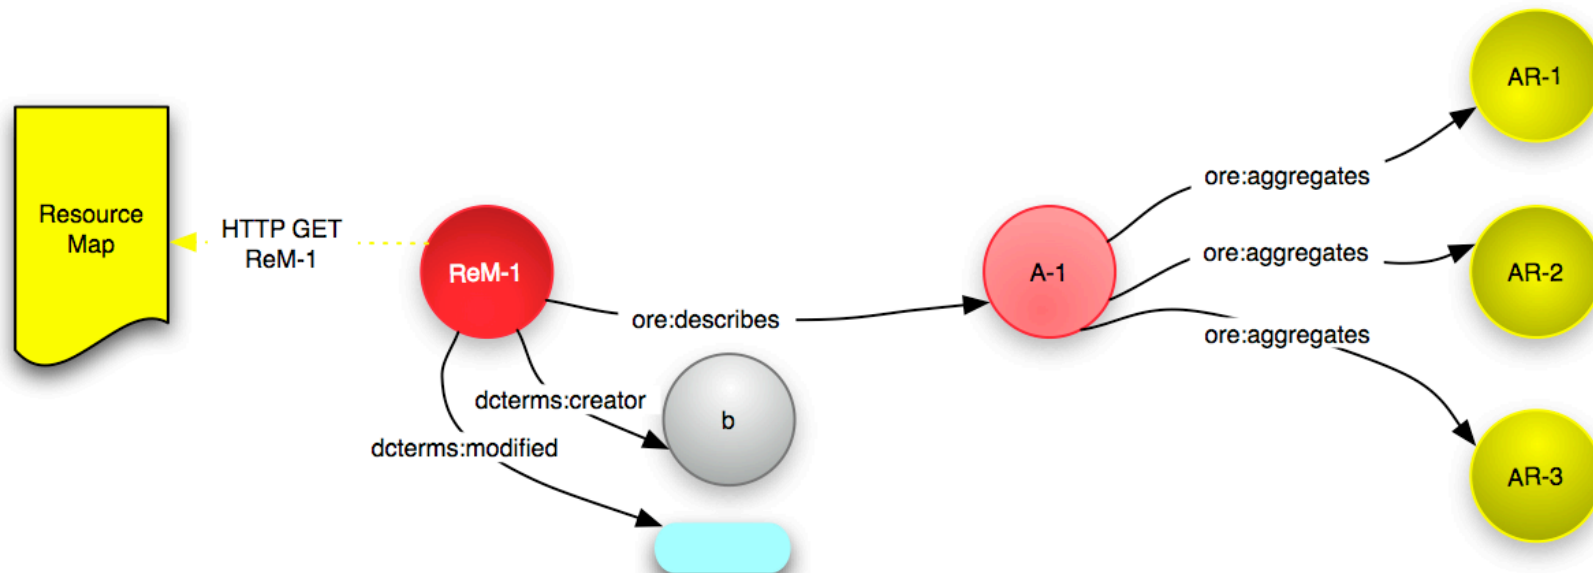 AR-1
ore:aggregates
Resource
Map
HTTP GET
ReM-1
ReM-1
A-1
ore:aggregates
AR-2
ore:describes
ore:aggregates
dcterms:creator
b
dcterms:modified
AR-3